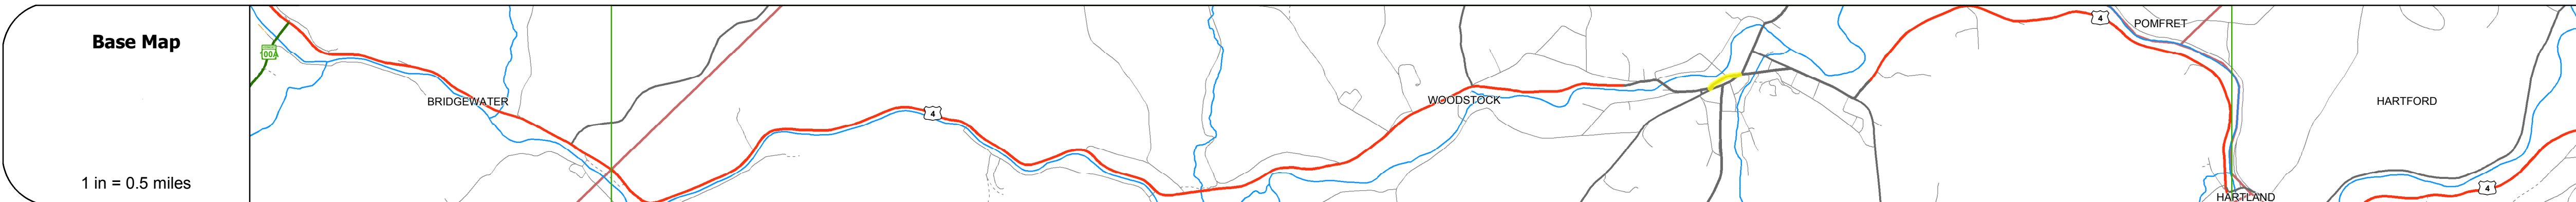 Base Map
1 in = 0.5 miles
100A
BRIDGEWATER
4
WOODSTOCK
4
POMFRET
HARTFORD
HARTLAND
4